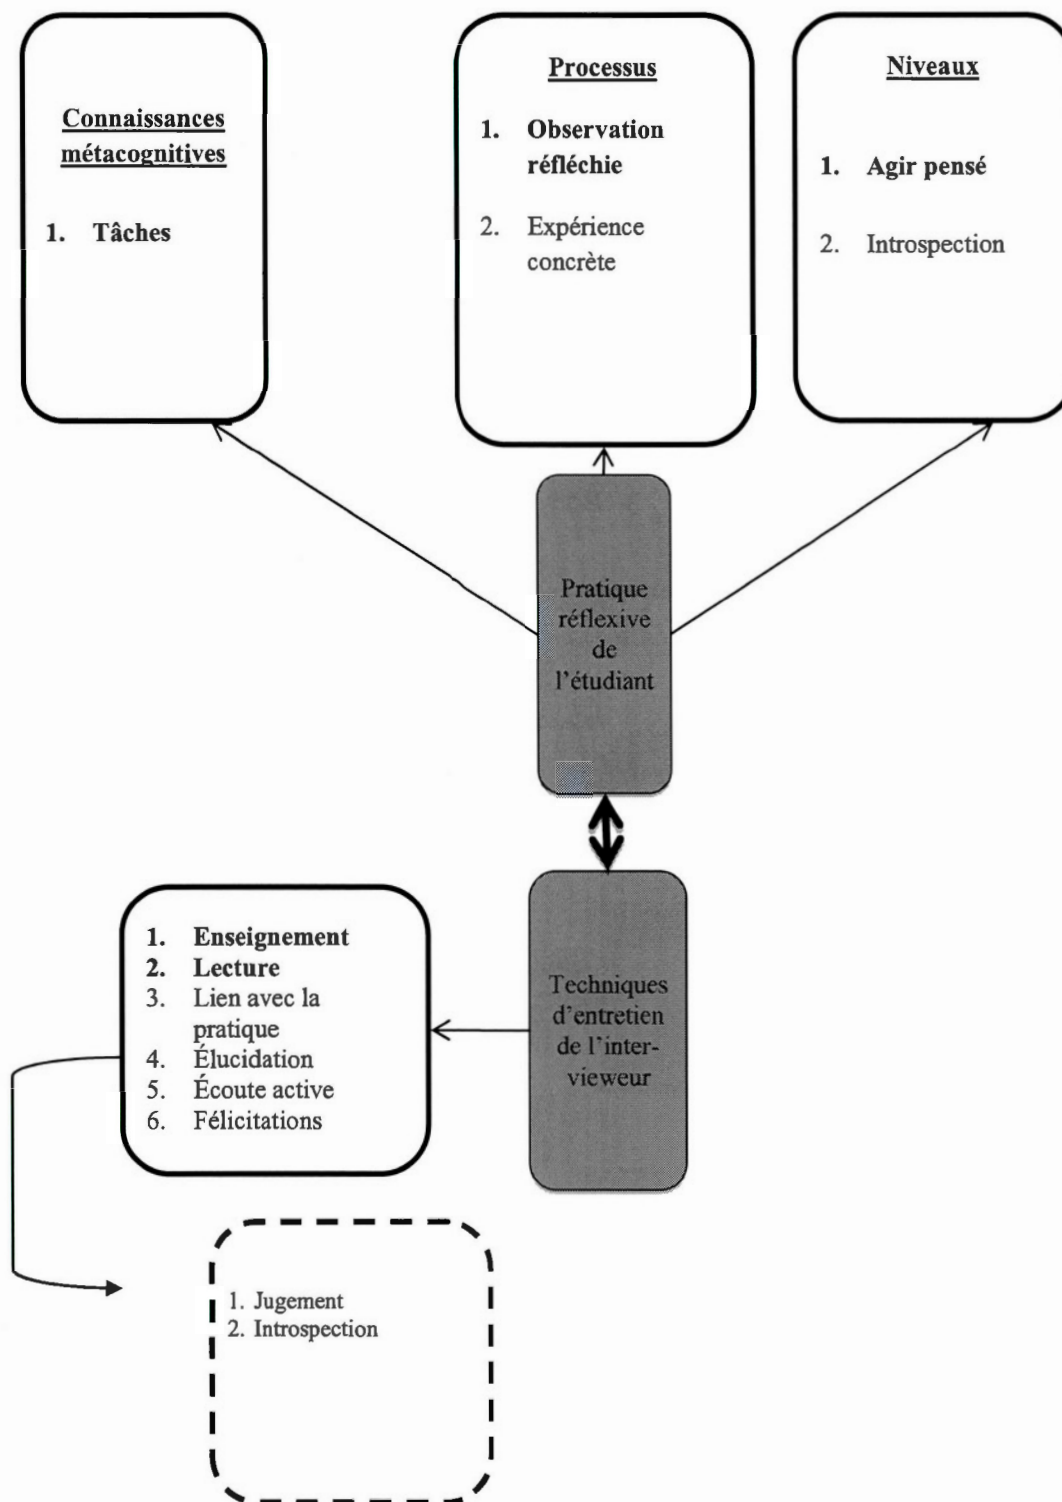 Connaissances
métacognitives
1. Tâches
Processus
1. Observation
réfléchie
2. Expérience
concrète
Niveaux
1. Agir pensé
2. Introspection
Pratique
réflexive
de
l'étudiant
1. Enseignement
2. Lecture
3. Lien avec la
pratique
4. Élucidation
5. Écoute active
6. Félicitations
Techniques
d'entretien
de l'inter-
vieweur
1. Jugement
2. Introspection